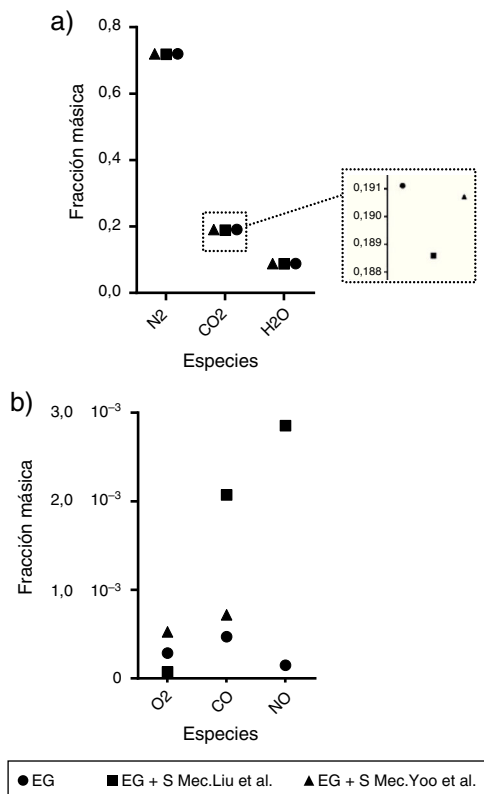 a)
0,8
0,6
0,4
0,2
0,0
Fracción másica
N2
CO2
H2O
Especies
0,191
0,190
0,189
0,188
b)
3,0 10⁻³
2,0 10⁻³
1,0 10⁻³
0
Fracción másica
O2
CO
NO
Especies
EG
EG + S Mec.Liu et al.
EG + S Mec.Yoo et al.